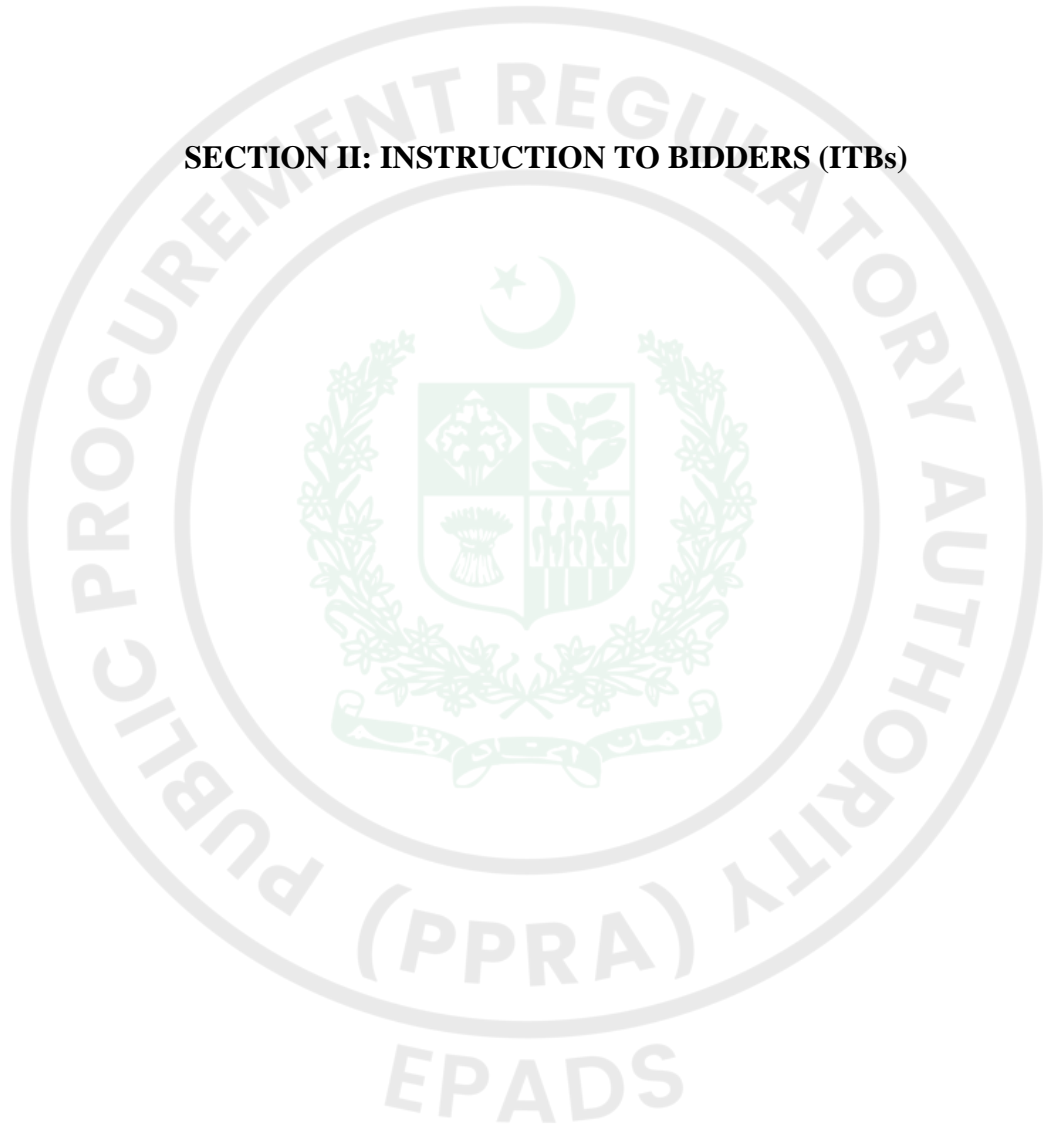 SECTION II: INSTRUCTION TO BIDDERS (ITBs)
PUBLIC PROCUREMENT REGULATORY AUTHORITY
(PPRA)
EPADS